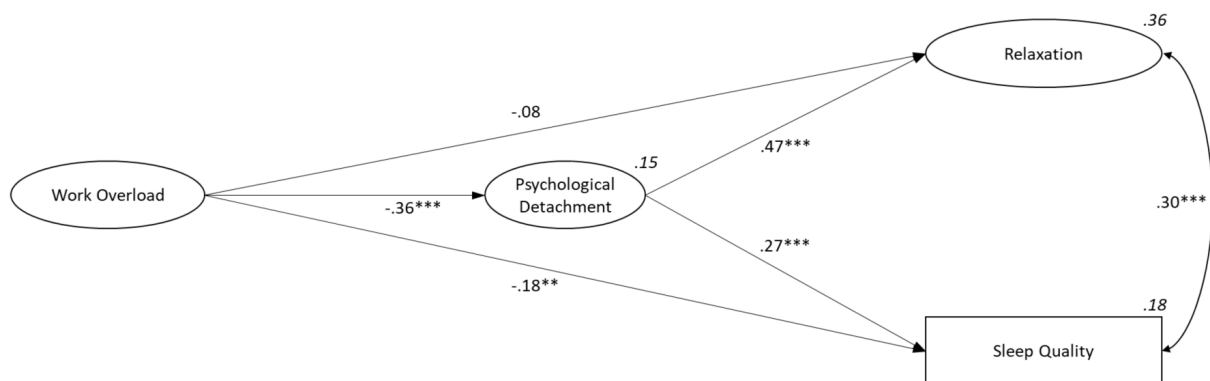 .36
Relaxation
-.08
.47***
.15
Work Overload
Psychological
Detachment
-.36***
.30***
.27***
-.18**
.18
Sleep Quality